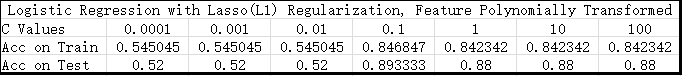 Logistic Regression with Lasso(L1) Regularization, Feature Polynomially Transformed
C Values 0.0001 0.001 0.01 0.1 1 10 100
Acc on Train 0.545045 0.545045 0.545045 0.846847 0.842342 0.842342 0.842342
Acc on Test 0.52 0.52 0.52 0.893333 0.88 0.88 0.88